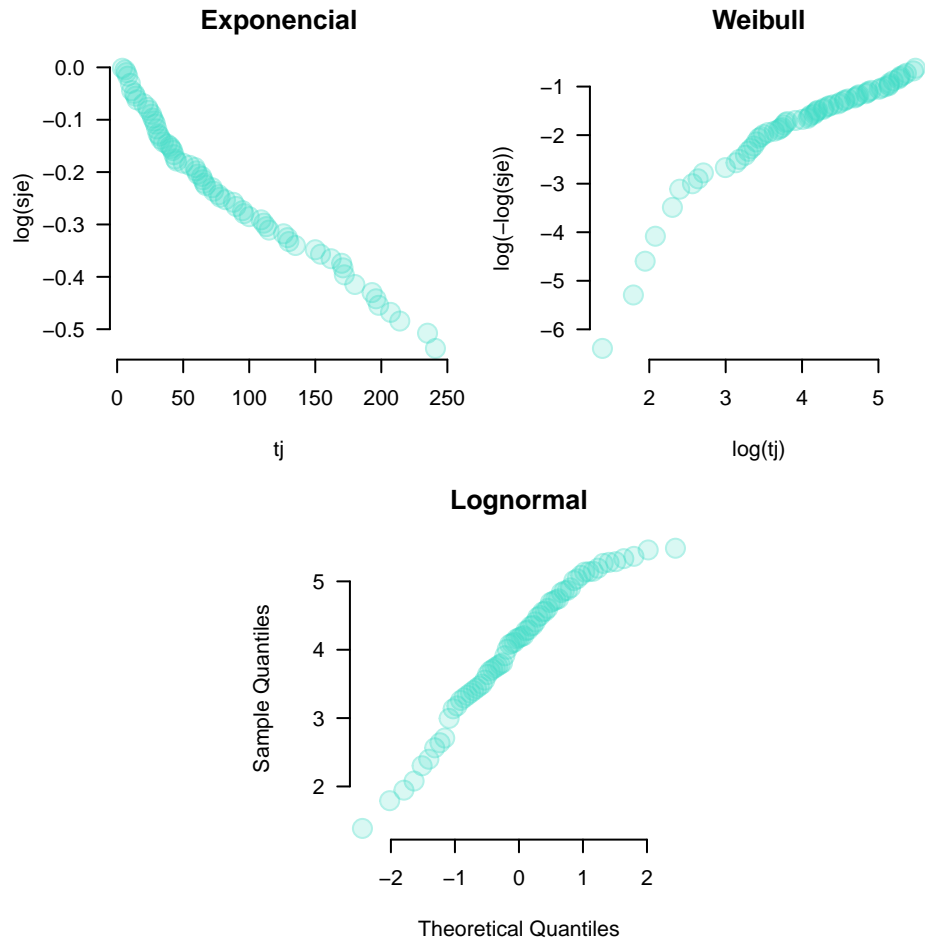 Exponencial
0.0
−0.1
−0.2
−0.3
−0.4
−0.5
log(sje)
0 50 100 150 200 250
tj
Weibull
−1
−2
−3
−4
−5
−6
log(−log(sje))
2 3 4 5
log(tj)
Lognormal
5
4
3
2
Sample Quantiles
−2 −1 0 1 2
Theoretical Quantiles